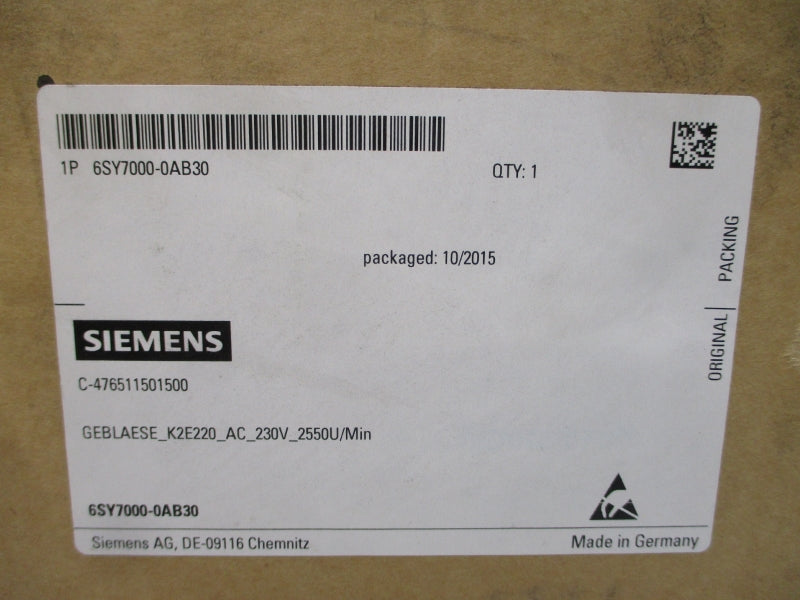 1P 6SY7000-0AB30
QTY: 1
packaged: 10/2015
ORIGINAL PACKING
SIEMENS
C-476511501500
GEBLAESE_K2E220_AC_230V_2550U/Min
6SY7000-0AB30
Siemens AG, DE-09116 Chemnitz
Made in Germany